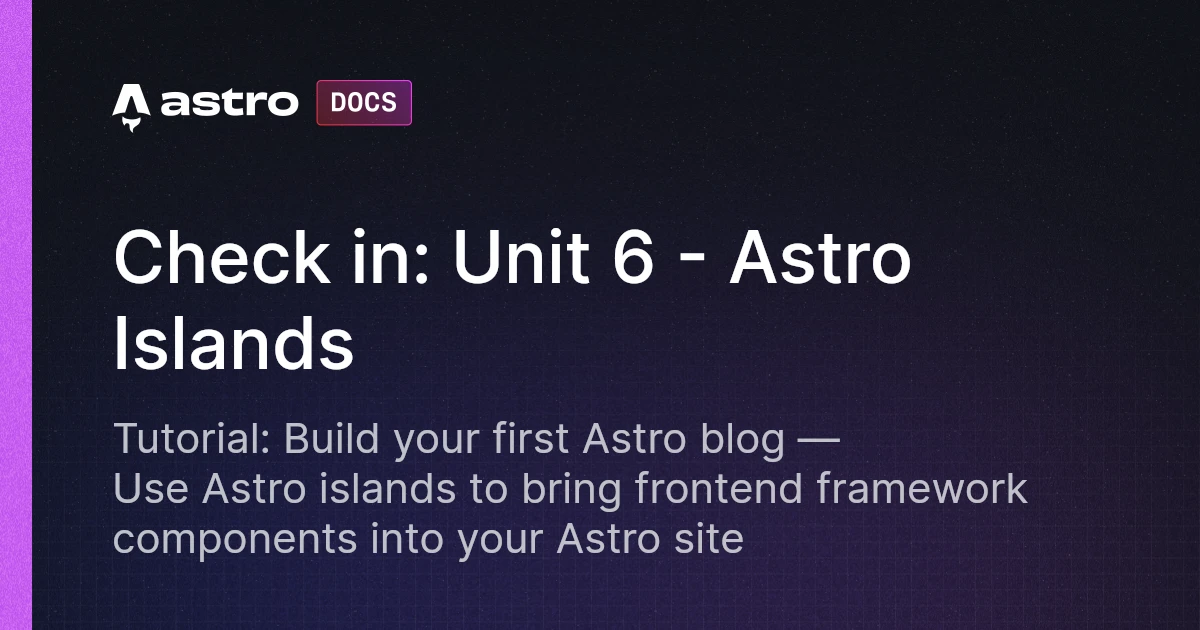 astro DOCS
Check in: Unit 6 - Astro
Islands
Tutorial: Build your first Astro blog —
Use Astro islands to bring frontend framework
components into your Astro site